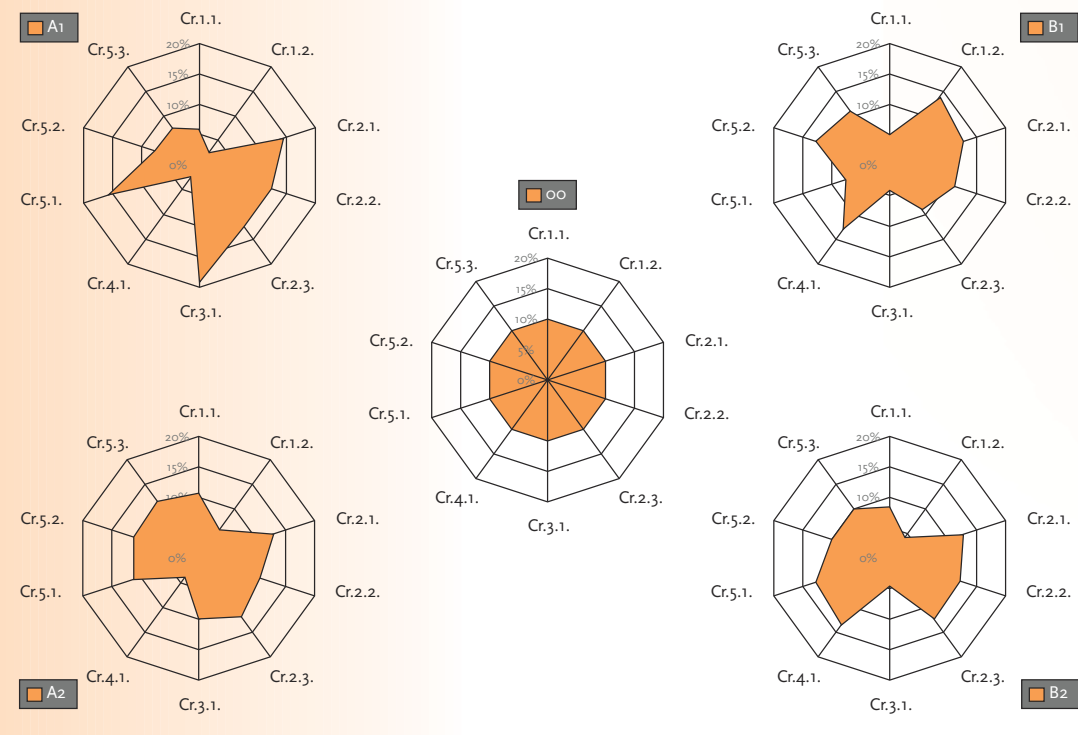 A1
Cr.1.1.
20%
15%
10%
0%
Cr.1.2.
Cr.2.1.
Cr.2.2.
Cr.2.3.
Cr.3.1.
Cr.4.1.
Cr.5.1.
Cr.5.2.
Cr.5.3.
B1
Cr.1.1.
20%
15%
10%
0%
Cr.1.2.
Cr.2.1.
Cr.2.2.
Cr.2.3.
Cr.3.1.
Cr.4.1.
Cr.5.1.
Cr.5.2.
Cr.5.3.
00
Cr.1.1.
20%
15%
10%
5%
0%
Cr.1.2.
Cr.2.1.
Cr.2.2.
Cr.2.3.
Cr.3.1.
Cr.4.1.
Cr.5.1.
Cr.5.2.
Cr.5.3.
A2
Cr.1.1.
20%
15%
10%
0%
Cr.1.2.
Cr.2.1.
Cr.2.2.
Cr.2.3.
Cr.3.1.
Cr.4.1.
Cr.5.1.
Cr.5.2.
Cr.5.3.
B2
Cr.1.1.
20%
15%
10%
0%
Cr.1.2.
Cr.2.1.
Cr.2.2.
Cr.2.3.
Cr.3.1.
Cr.4.1.
Cr.5.1.
Cr.5.2.
Cr.5.3.